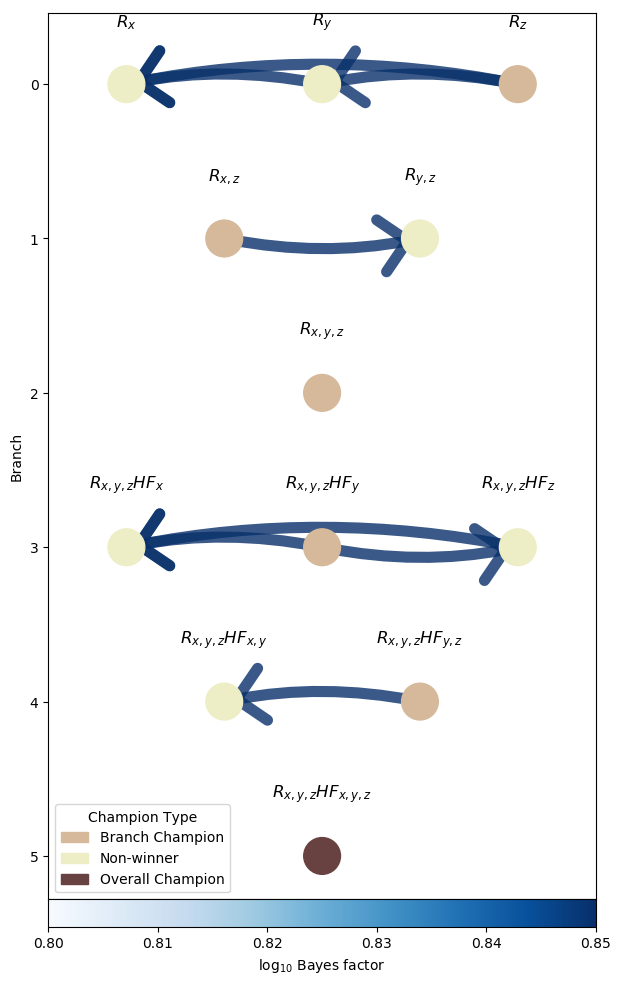 R_x R_y R_z
0
R_{x,z} R_{y,z}
1
R_{x,y,z}
2
R_{x,y,z}HF_x R_{x,y,z}HF_y R_{x,y,z}HF_z
3
R_{x,y,z}HF_{x,y} R_{x,y,z}HF_{y,z}
4
R_{x,y,z}HF_{x,y,z}
5
Branch
Champion Type
Branch Champion
Non-winner
Overall Champion
0.80 0.81 0.82 0.83 0.84 0.85
log_{10} Bayes factor